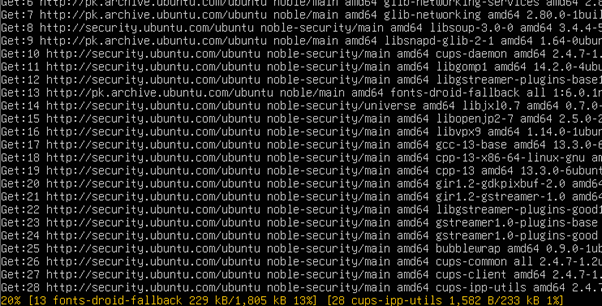 Get:6 http://pk.archive.ubuntu.com/ubuntu noble/main amd64 glib-networking-services amd64 2.8
Get:7 http://pk.archive.ubuntu.com/ubuntu noble/main amd64 glib-networking amd64 2.80.0-1buil
Get:8 http://security.ubuntu.com/ubuntu noble-security/main amd64 libsoup-3.0-0 amd64 3.4.4-5
Get:9 http://pk.archive.ubuntu.com/ubuntu noble/main amd64 libsnapd-glib-2-1 amd64 1.64-0ubun
Get:10 http://security.ubuntu.com/ubuntu noble-security/main amd64 cups-daemon amd64 2.4.7-1
Get:11 http://security.ubuntu.com/ubuntu noble-security/main amd64 libgomp1 amd64 14.2.0-4ub
Get:12 http://security.ubuntu.com/ubuntu noble-security/main amd64 libgstreamer-plugins-base1
Get:13 http://pk.archive.ubuntu.com/ubuntu noble/main amd64 fonts-droid-fallback all 1:6.0.1r
Get:14 http://security.ubuntu.com/ubuntu noble-security/universe amd64 libjxl0.7 amd64 0.7.0-
Get:15 http://security.ubuntu.com/ubuntu noble-security/main amd64 libopenjp2-7 amd64 2.5.0-2
Get:16 http://security.ubuntu.com/ubuntu noble-security/main amd64 libvpx9 amd64 1.14.0-1ubun
Get:17 http://security.ubuntu.com/ubuntu noble-security/main amd64 gcc-13-base amd64 13.3.0-6
Get:18 http://security.ubuntu.com/ubuntu noble-security/main amd64 cpp-13-x86-64-linux-gnu am
Get:19 http://security.ubuntu.com/ubuntu noble-security/main amd64 cpp-13 amd64 13.3.0-6ubunt
Get:20 http://security.ubuntu.com/ubuntu noble-security/main amd64 gir1.2-gdkpixbuf-2.0 amd64
Get:21 http://security.ubuntu.com/ubuntu noble-security/main amd64 gir1.2-gstreamer-1.0 amd64
Get:22 http://security.ubuntu.com/ubuntu noble-security/main amd64 libgstreamer-plugins-good1
Get:23 http://security.ubuntu.com/ubuntu noble-security/main amd64 gstreamer1.0-plugins-base
Get:24 http://security.ubuntu.com/ubuntu noble-security/main amd64 gstreamer1.0-plugins-good
Get:25 http://security.ubuntu.com/ubuntu noble-security/main amd64 bubblewrap amd64 0.9.0-1ub
Get:26 http://security.ubuntu.com/ubuntu noble-security/main amd64 cups-common all 2.4.7-1.2u
Get:27 http://security.ubuntu.com/ubuntu noble-security/main amd64 cups-client amd64 2.4.7-1.
Get:28 http://security.ubuntu.com/ubuntu noble-security/main amd64 cups-ipp-utils amd64 2.4.7
20% [13 fonts-droid-fallback 229 kB/1,805 kB 13%] [28 cups-ipp-utils 1,582 B/233 kB 1%]